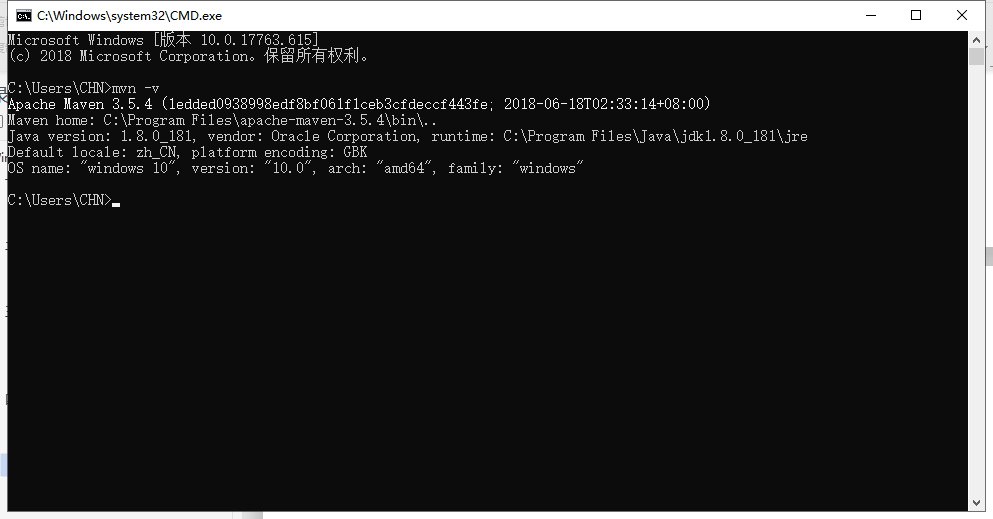 C:\Windows\system32\CMD.exe
Microsoft Windows [版本 10.0.17763.615]
(c) 2018 Microsoft Corporation。保留所有权利。
C:\Users\CHN>mvn -v
Apache Maven 3.5.4 (1edded0938998edf8bf061f1ceb3cfdeccf443fe; 2018-06-18T02:33:14+08:00)
Maven home: C:\Program Files\apache-maven-3.5.4\bin\..
Java version: 1.8.0_181, vendor: Oracle Corporation, runtime: C:\Program Files\Java\jdk1.8.0_181\jre
Default locale: zh_CN, platform encoding: GBK
OS name: "windows 10", version: "10.0", arch: "amd64", family: "windows"
C:\Users\CHN>